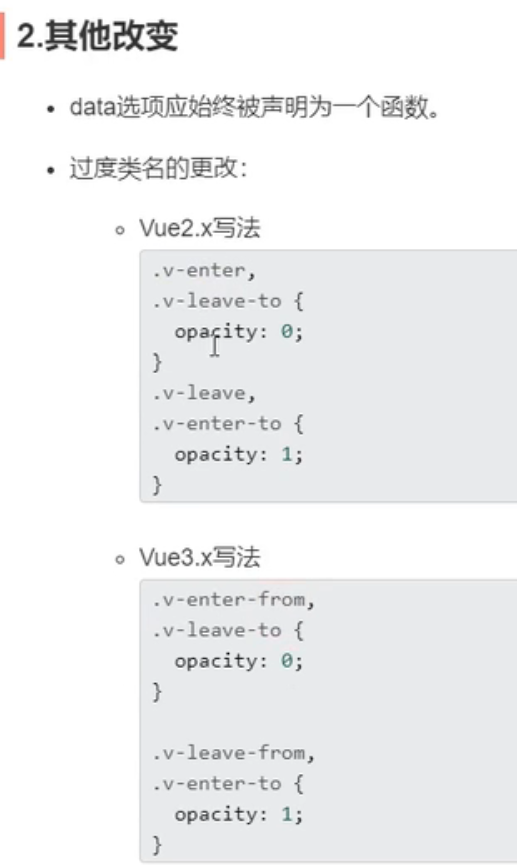 2.其他改变
data选项应始终被声明为一个函数。
过度类名的更改：
Vue2.x写法
.v-enter,
.v-leave-to {
  opacity: 0;
}
.v-leave,
.v-enter-to {
  opacity: 1;
}
Vue3.x写法
.v-enter-from,
.v-leave-to {
  opacity: 0;
}
.v-leave-from,
.v-enter-to {
  opacity: 1;
}